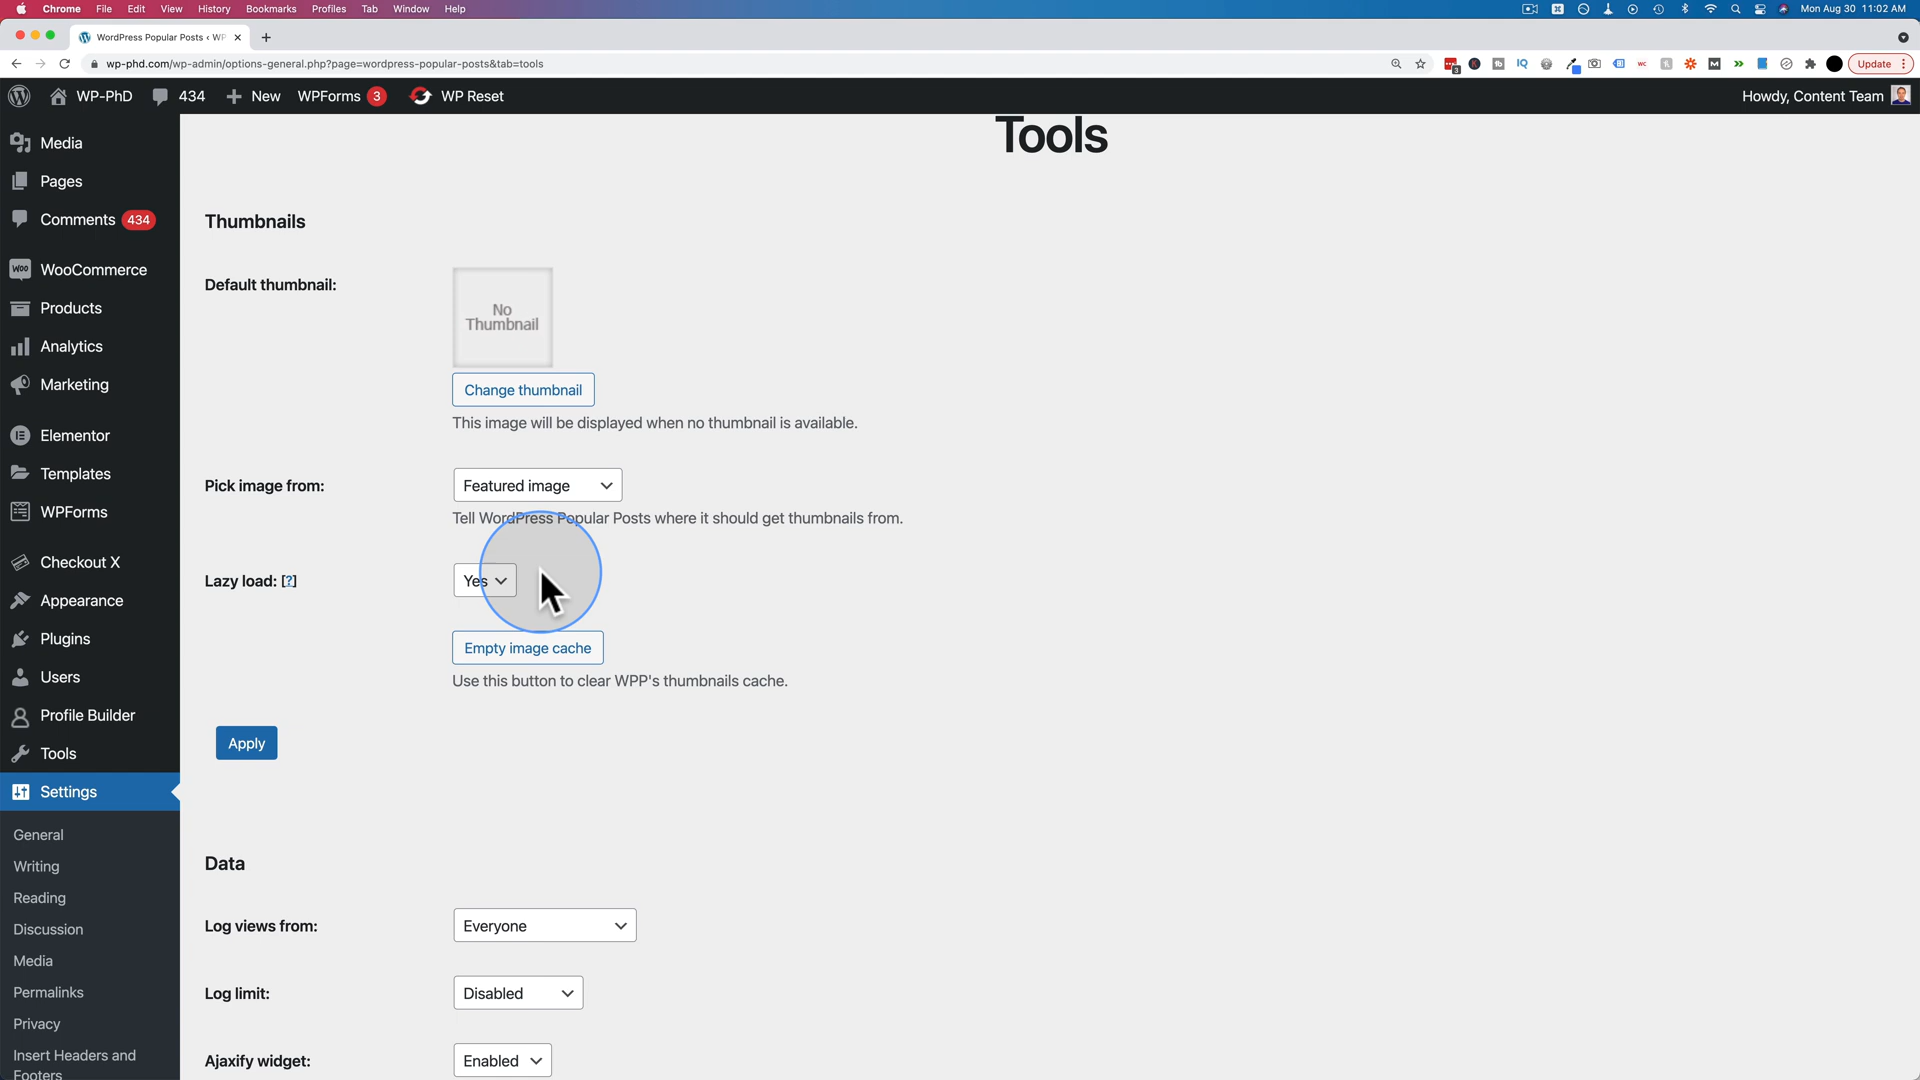 Chrome File Edit View History Bookmarks Profiles Tab Window Help Mon Aug 30 11:02 AM
WordPress Popular Posts ‹ WP
wp-phd.com/wp-admin/options-general.php?page=wordpress-popular-posts&tab=tools
3 IQ WC Update
WP-PhD 434 New WPForms 3 WP Reset Howdy, Content Team
Media
Pages
Comments 434
Woo WooCommerce
Products
Analytics
Marketing
Elementor
Templates
WPForms
Checkout X
Appearance
Plugins
Users
Profile Builder
Tools
Settings
General
Writing
Reading
Discussion
Media
Permalinks
Privacy
Insert Headers and
Footers
Tools
Thumbnails
Default thumbnail:
No
Thumbnail
Change thumbnail
This image will be displayed when no thumbnail is available.
Pick image from: Featured image
Tell WordPress Popular Posts where it should get thumbnails from.
Lazy load: [?] Yes
Empty image cache
Use this button to clear WPP's thumbnails cache.
Apply
Data
Log views from: Everyone
Log limit: Disabled
Ajaxify widget: Enabled